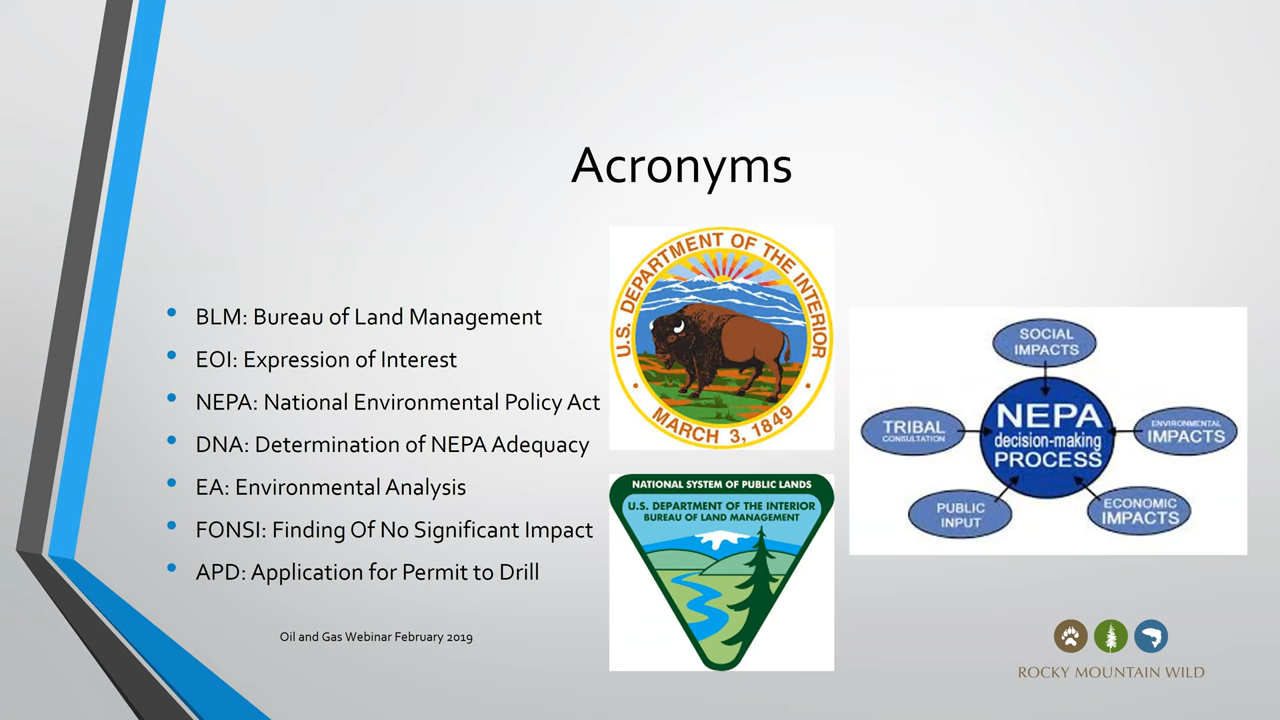 Acronyms
BLM: Bureau of Land Management
EOI: Expression of Interest
NEPA: National Environmental Policy Act
DNA: Determination of NEPA Adequacy
EA: Environmental Analysis
FONSI: Finding Of No Significant Impact
APD: Application for Permit to Drill
Oil and Gas Webinar February 2019
U.S. DEPARTMENT OF THE INTERIOR
MARCH 3, 1849
NATIONAL SYSTEM OF PUBLIC LANDS
U.S. DEPARTMENT OF THE INTERIOR
BUREAU OF LAND MANAGEMENT
SOCIAL
IMPACTS
NEPA
decision-making
PROCESS
TRIBAL
CONSULTATION
ENVIRONMENTAL
IMPACTS
PUBLIC
INPUT
ECONOMIC
IMPACTS
ROCKY MOUNTAIN WILD